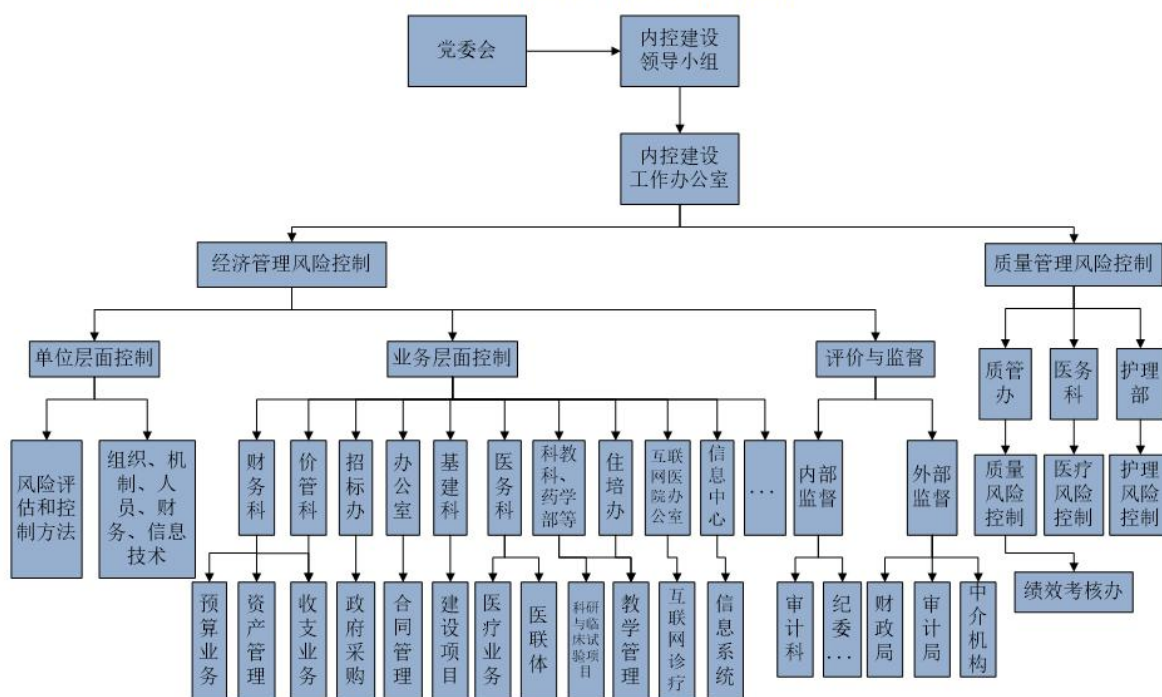 党委会
内控建设
领导小组
内控建设
工作办公室
经济管理风险控制
质量管理风险控制
单位层面控制
业务层面控制
评价与监督
质管
办
医务
科
护理
部
风险评
估和控
制方法
组织、机
制、人
员、财
务、信息
技术
财务科
价管科
招标办
办公室
基建科
医务科
科教
科、
药学
部等
住培办
互联
网医
院办
公室
信息中心
...
内部
监督
外部
监督
质量
风险
控制
医疗
风险
控制
护理
风险
控制
预算业务
资产管理
收支业务
政府采购
合同管理
建设项目
医疗业务
医联体
科研
与临
床试
验项
目
教学管理
互联网诊疗
信息系统
审计科
纪委...
财政局
审计局
中介机构
绩效考核办